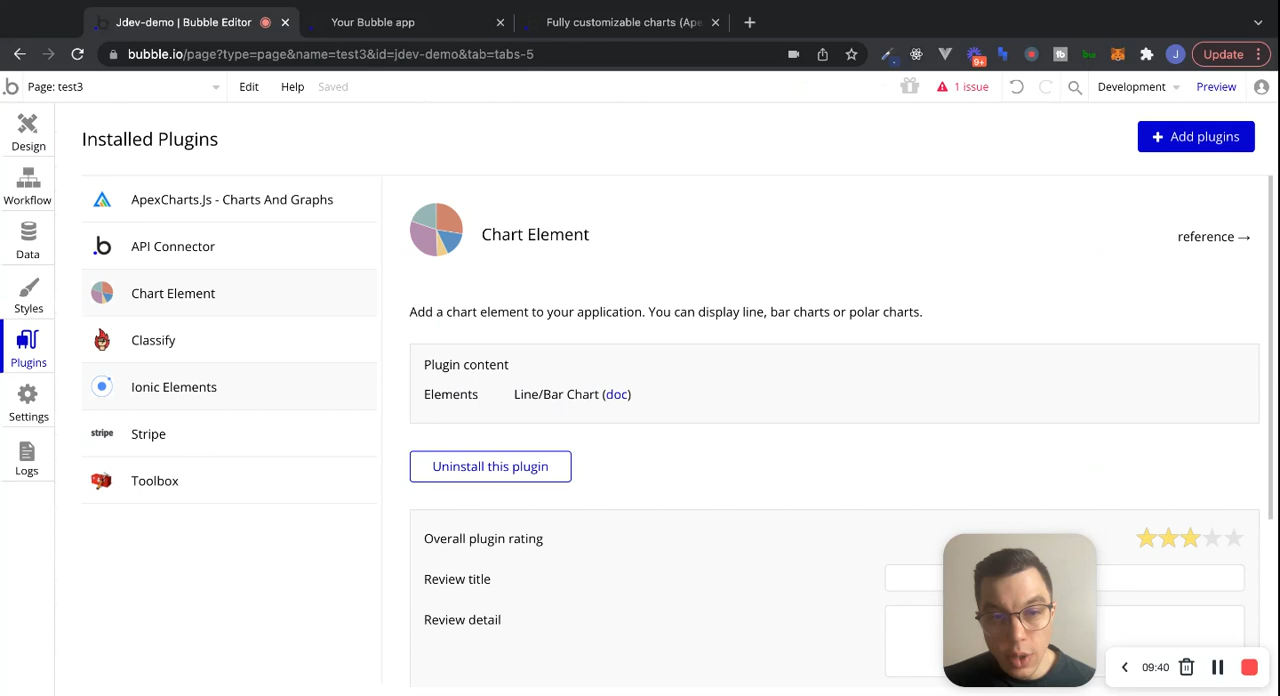 Jdev-demo | Bubble Editor
Your Bubble app
Fully customizable charts (Ape
bubble.io/page?type=page&name=test3&id=jdev-demo&tab=tabs-5
9+
J
Update
Page: test3
Edit
Help
Saved
1 issue
Development
Preview
Design
Workflow
Data
Styles
Plugins
Settings
Logs
Installed Plugins
+ Add plugins
ApexCharts.Js - Charts And Graphs
API Connector
Chart Element
Classify
Ionic Elements
stripe Stripe
Toolbox
Chart Element
reference →
Add a chart element to your application. You can display line, bar charts or polar charts.
Plugin content
Elements Line/Bar Chart (doc)
Uninstall this plugin
Overall plugin rating
Review title
Review detail
09:40